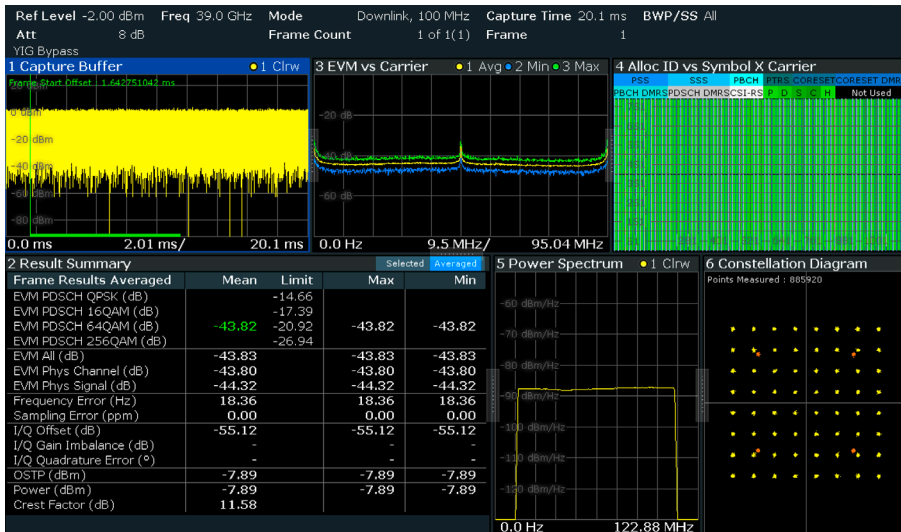 Ref Level -2.00 dBm Freq 39.0 GHz Mode Downlink, 100 MHz Capture Time 20.1 ms BWP/SS All
Att 8 dB Frame Count 1 of 1(1) Frame 1
YIG Bypass
1 Capture Buffer 1 Clrw
Frame Start Offset : 1.642751042 ms
0 dBm
-20 dBm
-40 dBm
-60 dBm
-80 dBm
0.0 ms 2.01 ms/ 20.1 ms
3 EVM vs Carrier 1 Avg 2 Min 3 Max
-20 dB
-40 dB
-60 dB
0.0 Hz 9.5 MHz/ 95.04 MHz
4 Alloc ID vs Symbol X Carrier
PSS SSS PBCH PTRS CORESET CORESET DMR
PBCH DMRS PDSCH DMRS CSI-RS P D S C H Not Used
2 Result Summary Selected Averaged
Frame Results Averaged Mean Limit Max Min
EVM PDSCH QPSK (dB) -14.66
EVM PDSCH 16QAM (dB) -17.39
EVM PDSCH 64QAM (dB) -43.82 -20.92 -43.82 -43.82
EVM PDSCH 256QAM (dB) -26.94
EVM All (dB) -43.83 -43.83 -43.83
EVM Phys Channel (dB) -43.80 -43.80 -43.80
EVM Phys Signal (dB) -44.32 -44.32 -44.32
Frequency Error (Hz) 18.36 18.36 18.36
Sampling Error (ppm) 0.00 0.00 0.00
I/Q Offset (dB) -55.12 -55.12 -55.12
I/Q Gain Imbalance (dB) - - -
I/Q Quadrature Error (°) - - -
OSTP (dBm) -7.89 -7.89 -7.89
Power (dBm) -7.89 -7.89 -7.89
Crest Factor (dB) 11.58
5 Power Spectrum 1 Clrw
-60 dBm/Hz
-70 dBm/Hz
-80 dBm/Hz
-90 dBm/Hz
-100 dBm/Hz
-110 dBm/Hz
-120 dBm/Hz
0.0 Hz 122.88 MHz
6 Constellation Diagram
Points Measured : 885920